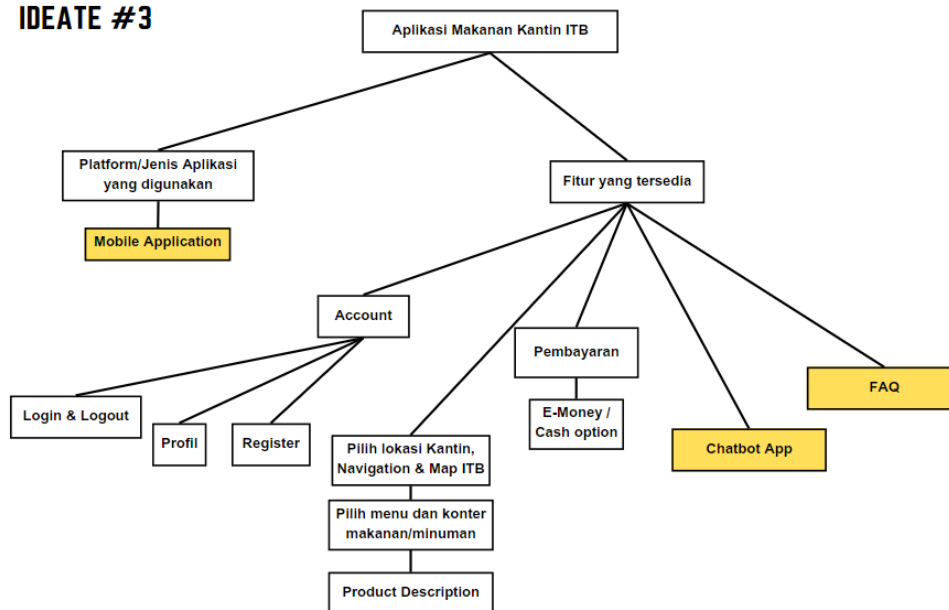 IDEATE #3
Aplikasi Makanan Kantin ITB
Platform/Jenis Aplikasi
yang digunakan
Fitur yang tersedia
Mobile Application
Account
Pembayaran
FAQ
Login & Logout
Profil
Register
E-Money /
Cash option
Pilih lokasi Kantin,
Navigation & Map ITB
Chatbot App
Pilih menu dan konter
makanan/minuman
Product Description